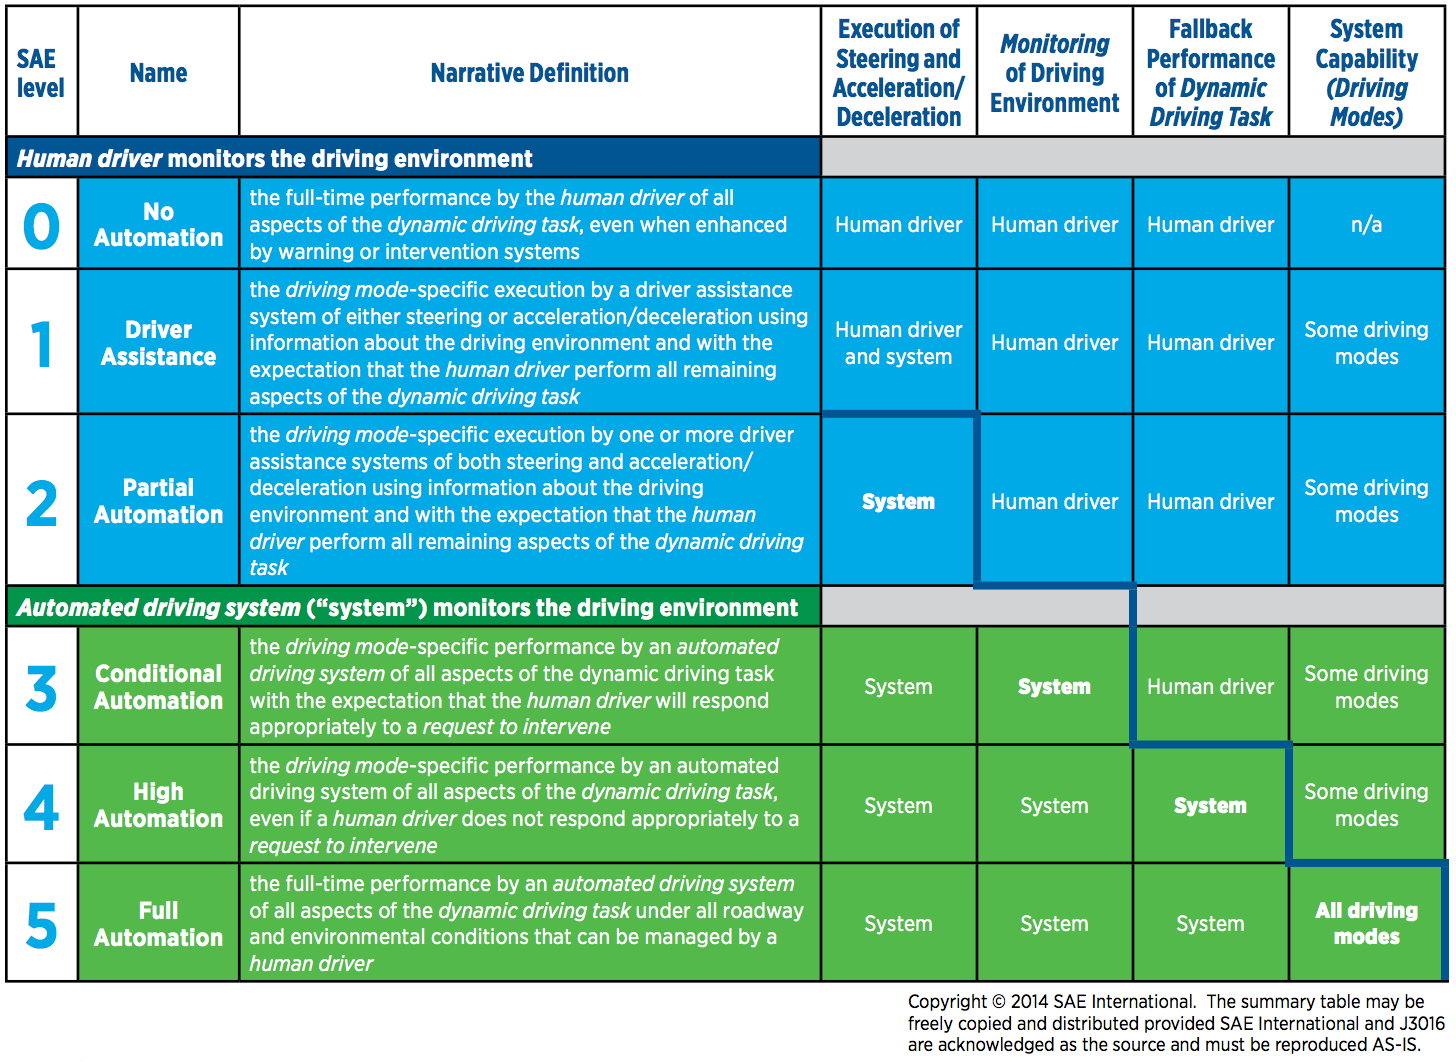 SAE
level
Name
Narrative Definition
Execution of
Steering and
Acceleration/
Deceleration
Monitoring
of Driving
Environment
Fallback
Performance
of Dynamic
Driving Task
System
Capability
(Driving
Modes)
Human driver monitors the driving environment
0
No
Automation
the full-time performance by the human driver of all
aspects of the dynamic driving task, even when enhanced
by warning or intervention systems
Human driver
Human driver
Human driver
n/a
1
Driver
Assistance
the driving mode-specific execution by a driver assistance
system of either steering or acceleration/deceleration using
information about the driving environment and with the
expectation that the human driver perform all remaining
aspects of the dynamic driving task
Human driver
and system
Human driver
Human driver
Some driving
modes
2
Partial
Automation
the driving mode-specific execution by one or more driver
assistance systems of both steering and acceleration/
deceleration using information about the driving
environment and with the expectation that the human
driver perform all remaining aspects of the dynamic driving
task
System
Human driver
Human driver
Some driving
modes
Automated driving system (“system”) monitors the driving environment
3
Conditional
Automation
the driving mode-specific performance by an automated
driving system of all aspects of the dynamic driving task
with the expectation that the human driver will respond
appropriately to a request to intervene
System
System
Human driver
Some driving
modes
4
High
Automation
the driving mode-specific performance by an automated
driving system of all aspects of the dynamic driving task,
even if a human driver does not respond appropriately to a
request to intervene
System
System
System
Some driving
modes
5
Full
Automation
the full-time performance by an automated driving system
of all aspects of the dynamic driving task under all roadway
and environmental conditions that can be managed by a
human driver
System
System
System
All driving
modes
Copyright © 2014 SAE International. The summary table may be
freely copied and distributed provided SAE International and J3016
are acknowledged as the source and must be reproduced AS-IS.